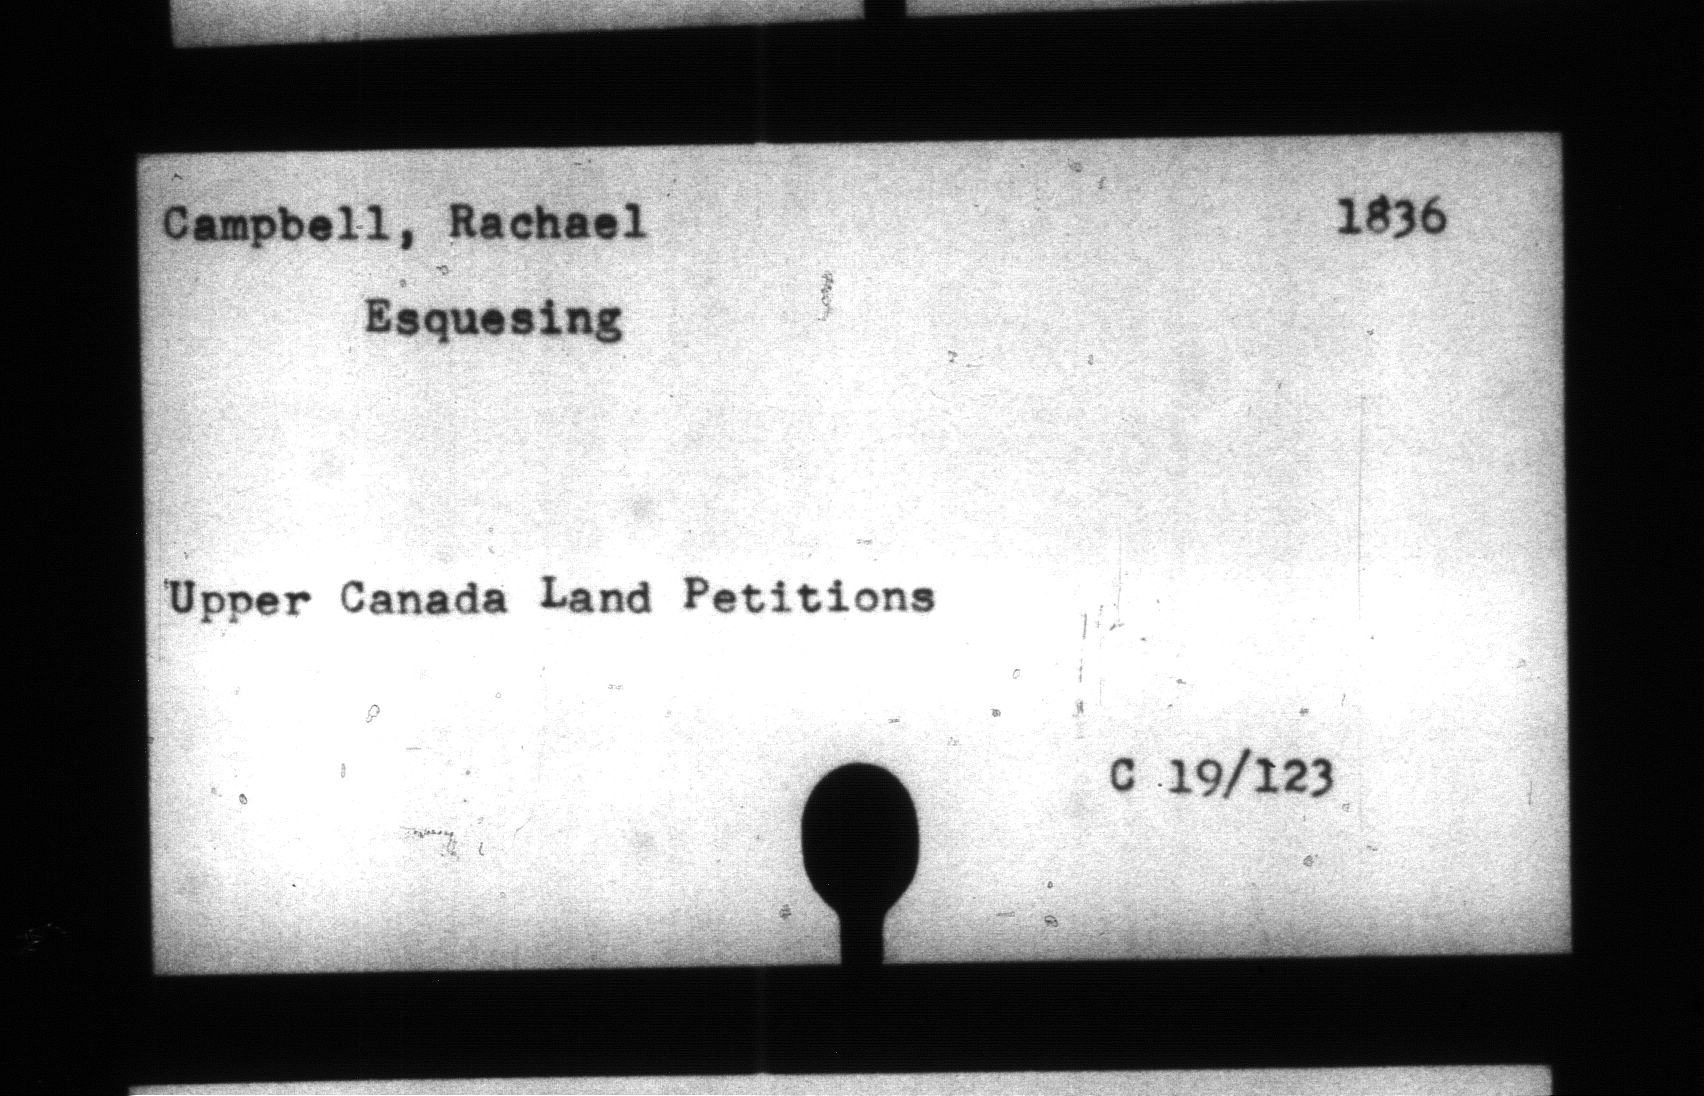 Campbell, Rachael 1836
Esquesing
Upper Canada Land Petitions
C 19/123